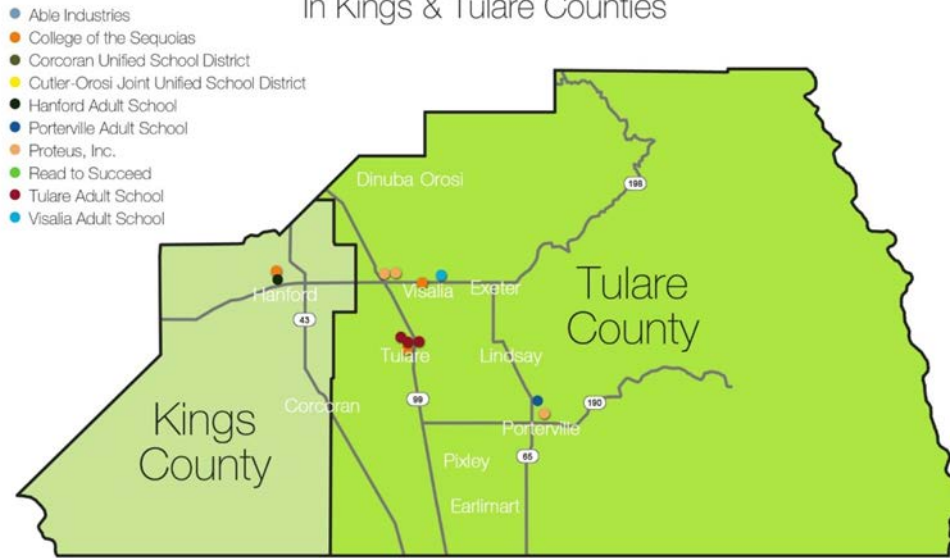 In Kings & Tulare Counties
Able Industries
College of the Sequoias
Corcoran Unified School District
Cutler-Orosi Joint Unified School District
Hanford Adult School
Porterville Adult School
Proteus, Inc.
Read to Succeed
Tulare Adult School
Visalia Adult School
Dinuba Orosi
198
Hanford
Visalia
Exeter
Tulare
County
43
Tulare
Lindsay
99
190
Corcoran
Kings
County
Porterville
65
Pixley
Earlimart